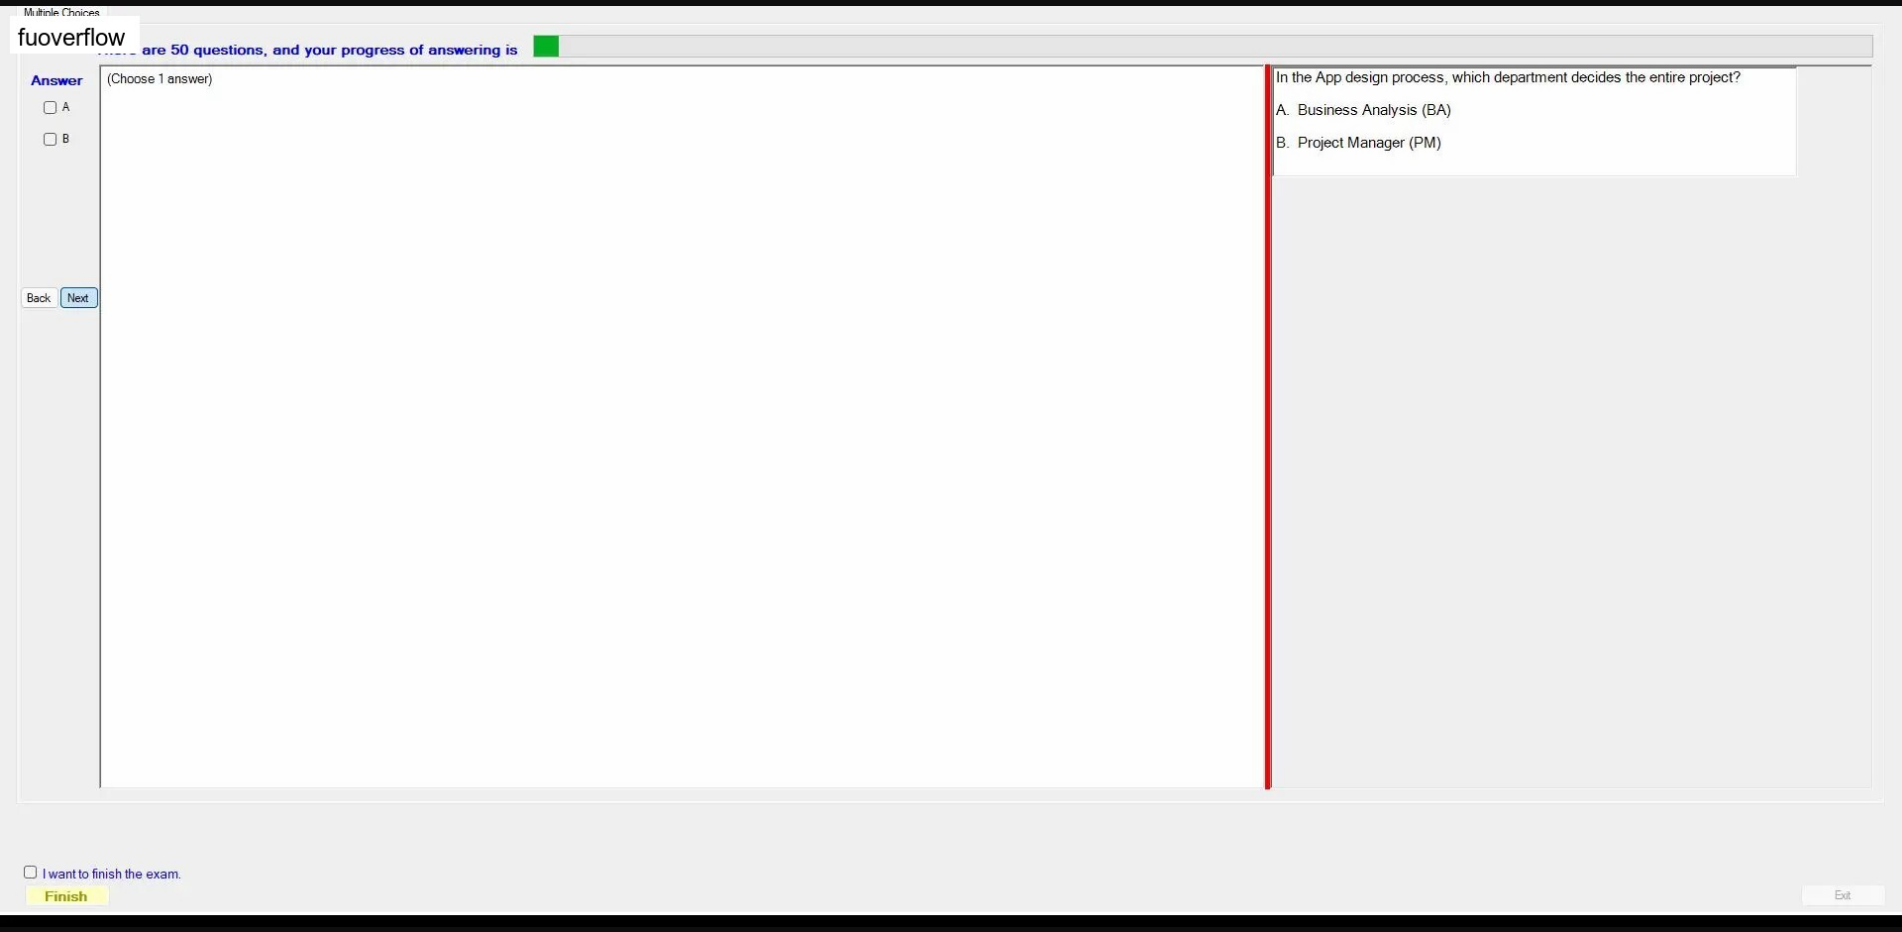 Multiple Choices
fuoverflow
are 50 questions, and your progress of answering is
Answer
(Choose 1 answer)
A
B
Back
Next
In the App design process, which department decides the entire project?
A. Business Analysis (BA)
B. Project Manager (PM)
I want to finish the exam.
Finish
Exit